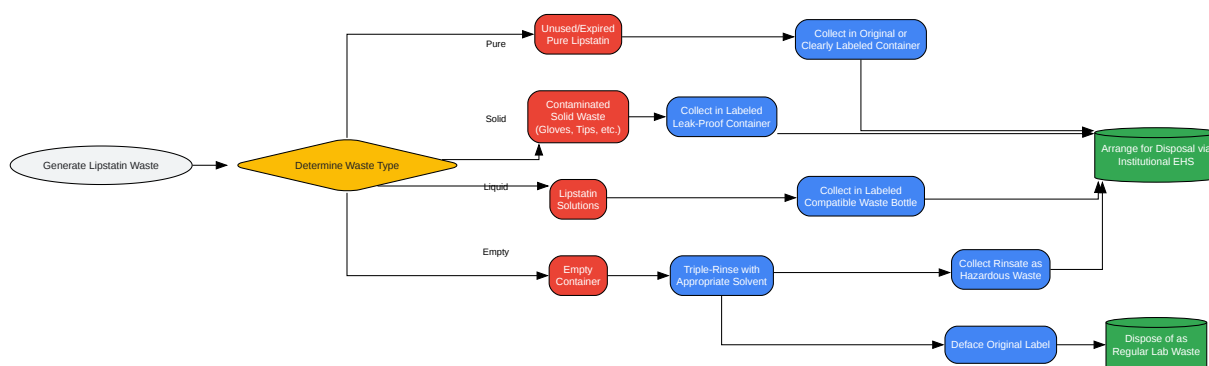 Unused/Expired
Pure Lipstatin
Collect in Original or
Clearly Labeled Container
Pure
Contaminated
Solid Waste
(Gloves, Tips, etc.)
Collect in Labeled
Leak-Proof Container
Solid
Arrange for Disposal via
Institutional EHS
Generate Lipstatin Waste
Determine Waste Type
Liquid
Lipstatin
Solutions
Collect in Labeled
Compatible Waste Bottle
Empty
Empty
Container
Triple-Rinse with
Appropriate Solvent
Collect Rinsate as
Hazardous Waste
Deface Original Label
Dispose of as
Regular Lab Waste